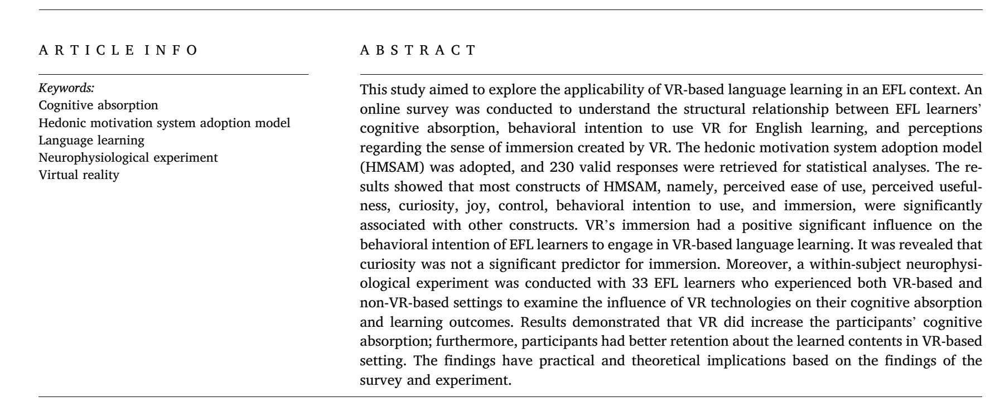 ARTICLE INFO
Keywords:
Cognitive absorption
Hedonic motivation system adoption model
Language learning
Neurophysiological experiment
Virtual reality
ABSTRACT
This study aimed to explore the applicability of VR-based language learning in an EFL context. An
online survey was conducted to understand the structural relationship between EFL learners’
cognitive absorption, behavioral intention to use VR for English learning, and perceptions
regarding the sense of immersion created by VR. The hedonic motivation system adoption model
(HMSAM) was adopted, and 230 valid responses were retrieved for statistical analyses. The re-
sults showed that most constructs of HMSAM, namely, perceived ease of use, perceived useful-
ness, curiosity, joy, control, behavioral intention to use, and immersion, were significantly
associated with other constructs. VR’s immersion had a positive significant influence on the
behavioral intention of EFL learners to engage in VR-based language learning. It was revealed that
curiosity was not a significant predictor for immersion. Moreover, a within-subject neurophysi-
ological experiment was conducted with 33 EFL learners who experienced both VR-based and
non-VR-based settings to examine the influence of VR technologies on their cognitive absorption
and learning outcomes. Results demonstrated that VR did increase the participants’ cognitive
absorption; furthermore, participants had better retention about the learned contents in VR-based
setting. The findings have practical and theoretical implications based on the findings of the
survey and experiment.